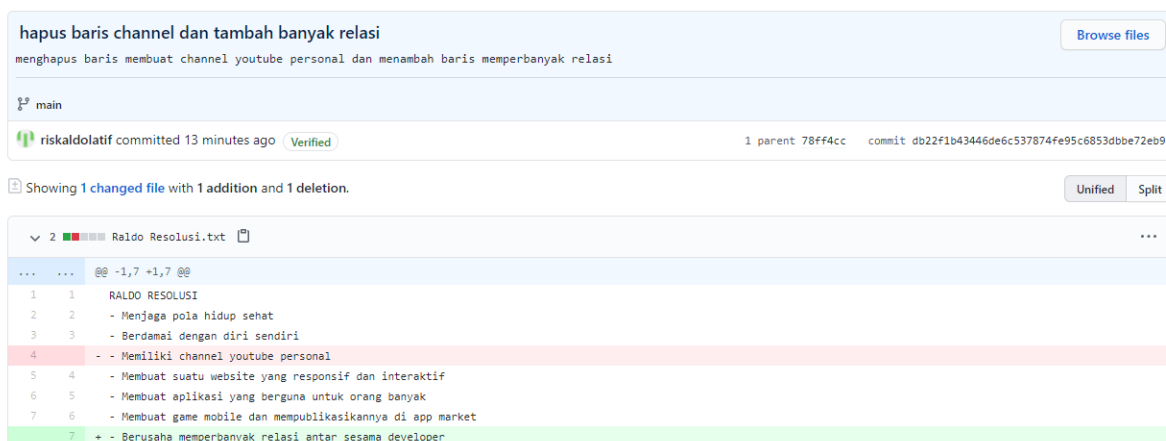 hapus baris channel dan tambah banyak relasi
Browse files
menghapus baris membuat channel youtube personal dan menambah baris memperbanyak relasi
main
riskaldolatif committed 13 minutes ago Verified
1 parent 78ff4cc commit db22f1b43446de6c537874fe95c6853dbbe72eb9
Showing 1 changed file with 1 addition and 1 deletion.
Unified Split
2 Raldo Resolusi.txt
... ... @@ -1,7 +1,7 @@
1 1 RALDO RESOLUSI
2 2 - Menjaga pola hidup sehat
3 3 - Berdamai dengan diri sendiri
4 - - Memiliki channel youtube personal
5 4 - Membuat suatu website yang responsif dan interaktif
6 5 - Membuat aplikasi yang berguna untuk orang banyak
7 6 - Membuat game mobile dan mempublikasikannya di app market
7 + - Berusaha memperbanyak relasi antar sesama developer